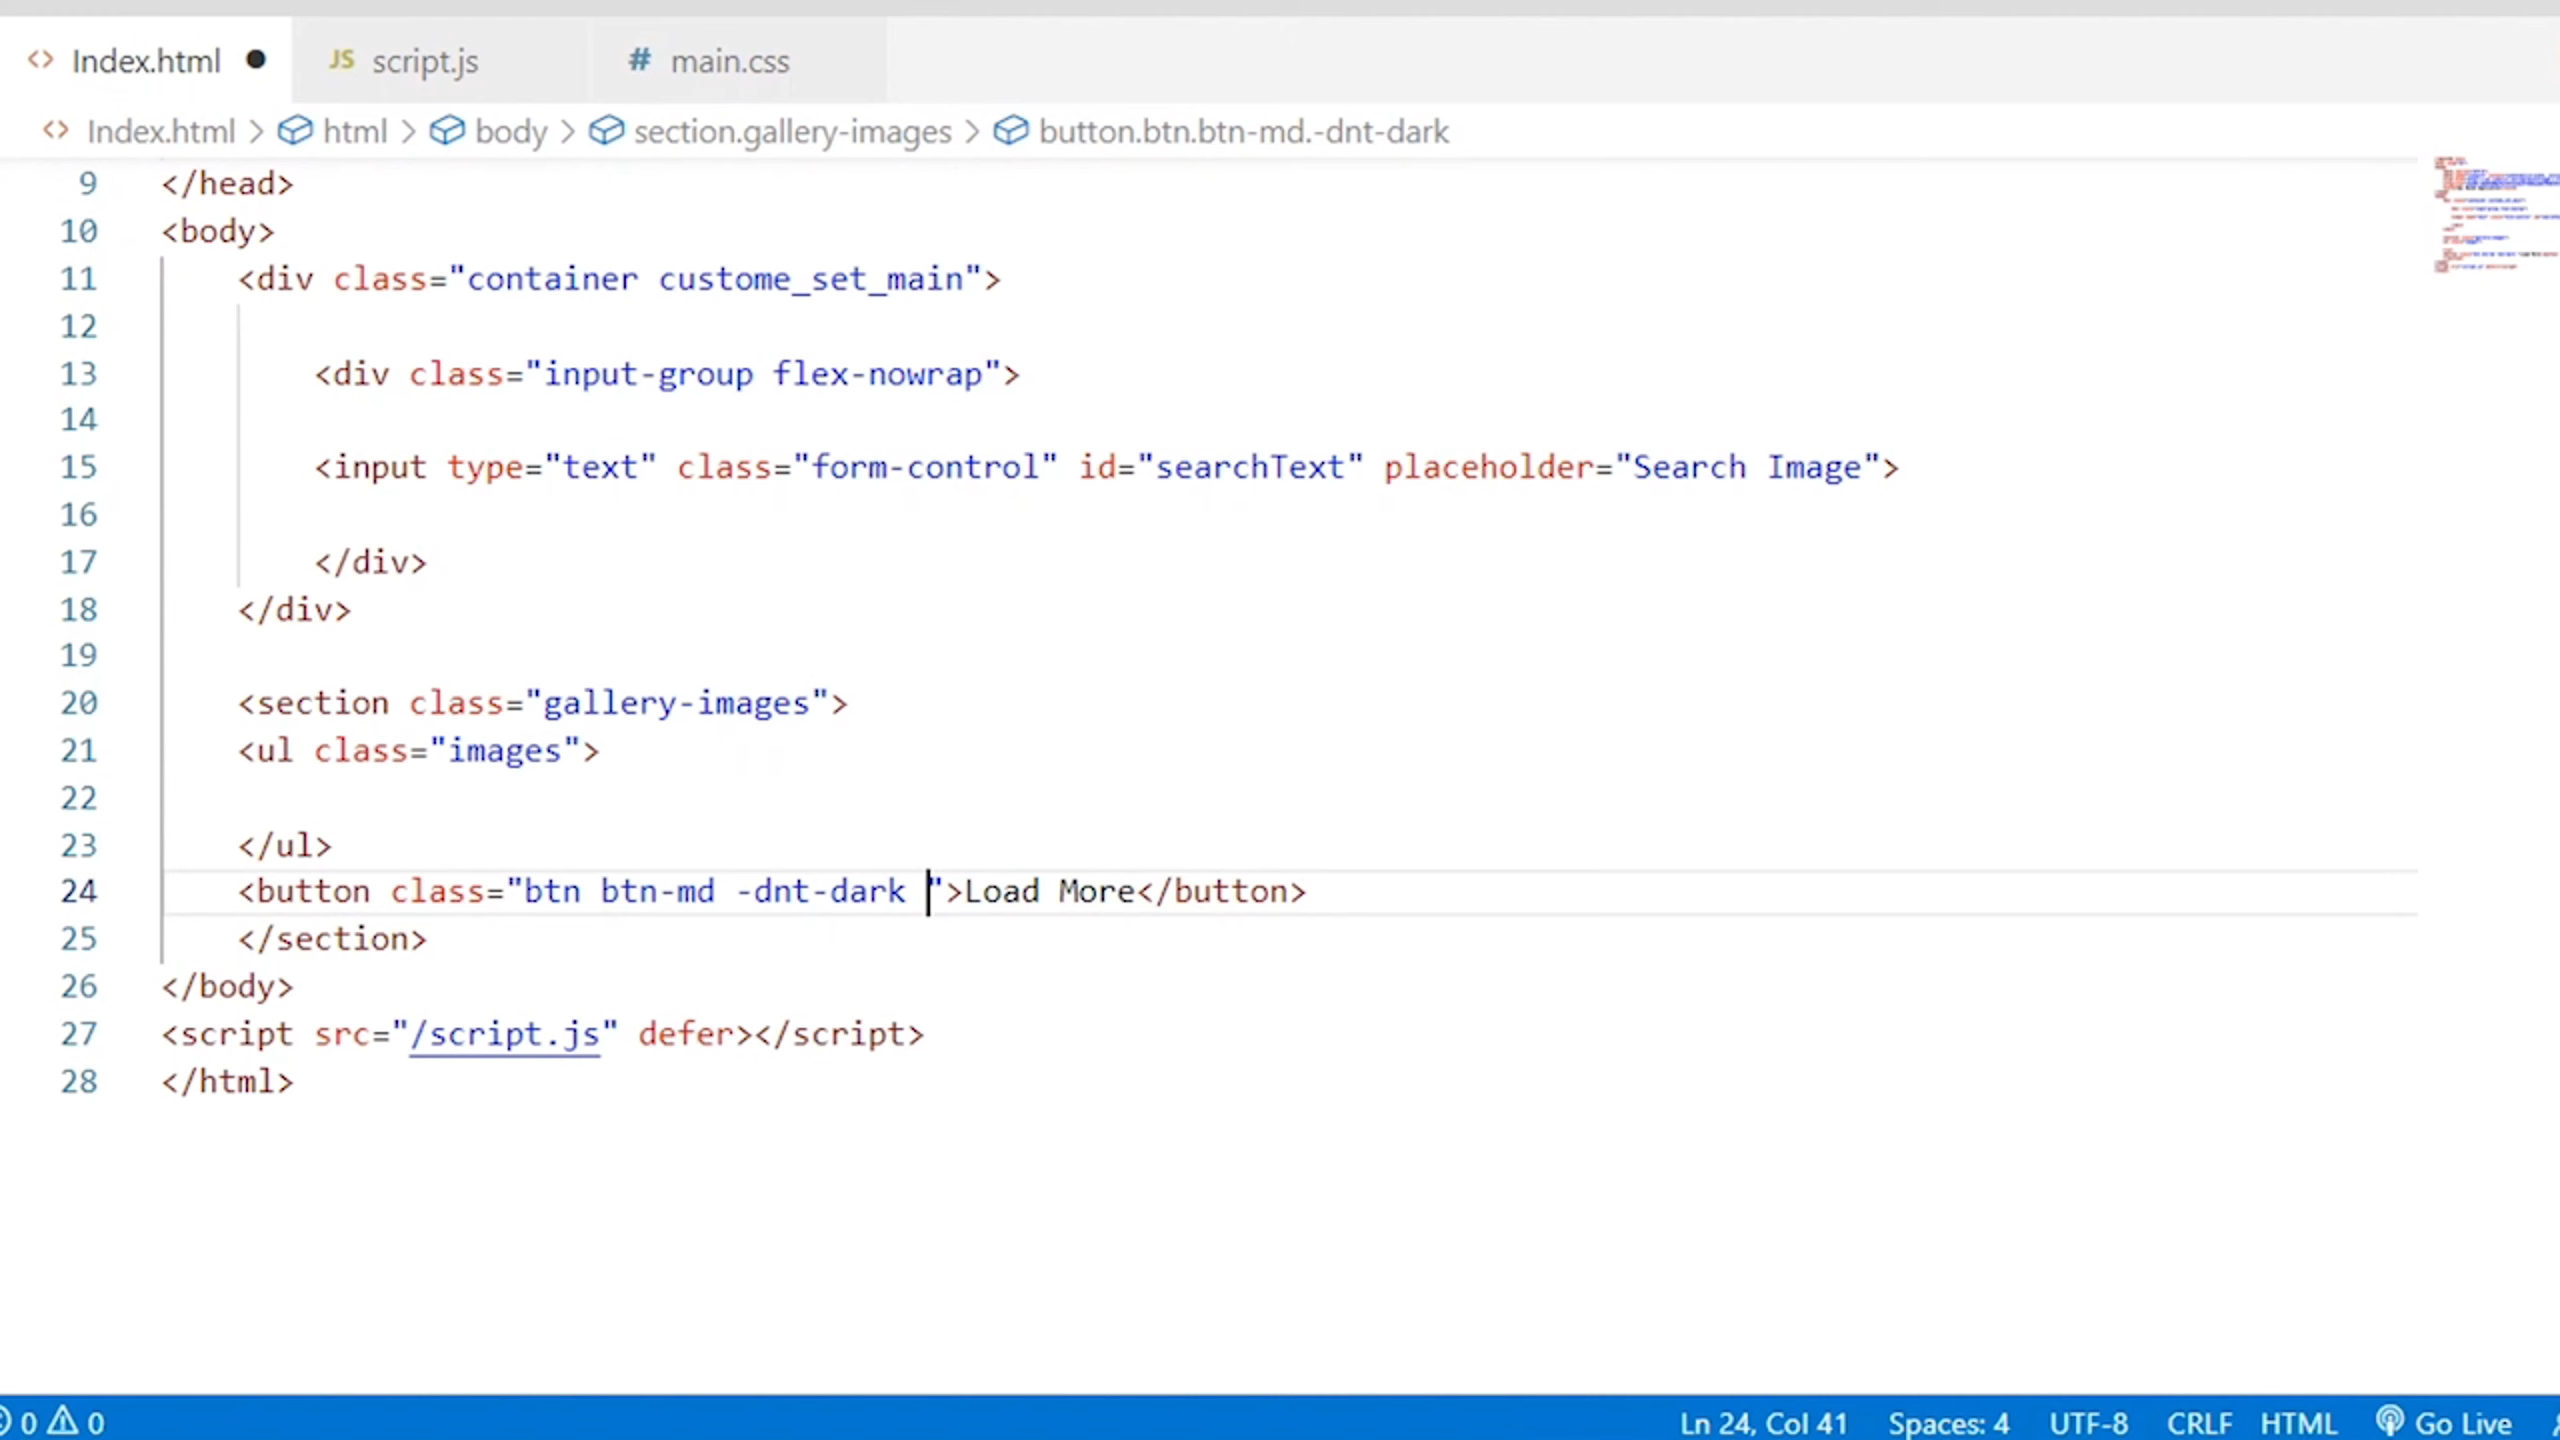 Index.html JS script.js # main.css
Index.html > html > body > section.gallery-images > button.btn.btn-md.-dnt-dark
9 </head>
10 <body>
11 <div class="container custome_set_main">
12
13 <div class="input-group flex-nowrap">
14
15 <input type="text" class="form-control" id="searchText" placeholder="Search Image">
16
17 </div>
18 </div>
19
20 <section class="gallery-images">
21 <ul class="images">
22
23 </ul>
24 <button class="btn btn-md -dnt-dark ">Load More</button>
25 </section>
26 </body>
27 <script src="/script.js" defer></script>
28 </html>
0 0 Ln 24, Col 41 Spaces: 4 UTF-8 CRLF HTML Go Live